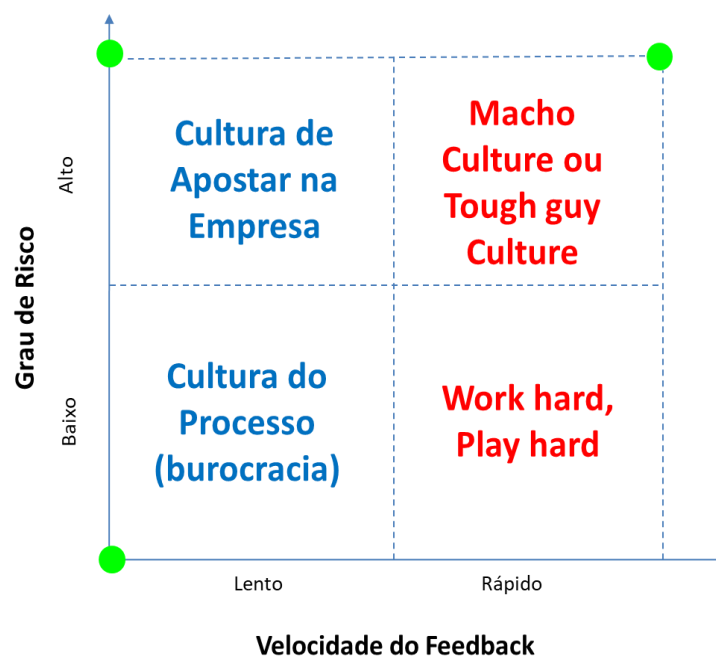 Cultura de
Apostar na
Empresa
Macho
Culture ou
Tough guy
Culture
Alto
Grau de Risco
Cultura do
Processo
(burocracia)
Work hard,
Play hard
Baixo
Lento
Rápido
Velocidade do Feedback